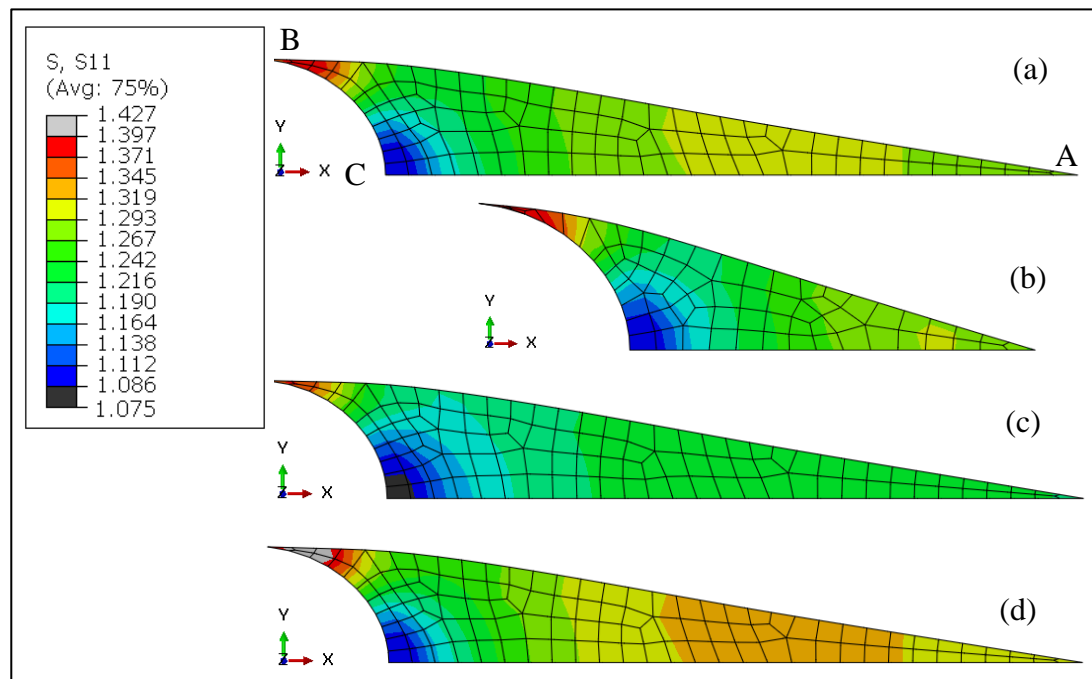 S, S11
(Avg: 75%)
1.427
1.397
1.371
1.345
1.319
1.293
1.267
1.242
1.216
1.190
1.164
1.138
1.112
1.086
1.075
B
(a)
Y
A
Z
X
C
(b)
Y
Z
X
(c)
Y
Z
X
(d)
Y
Z
X